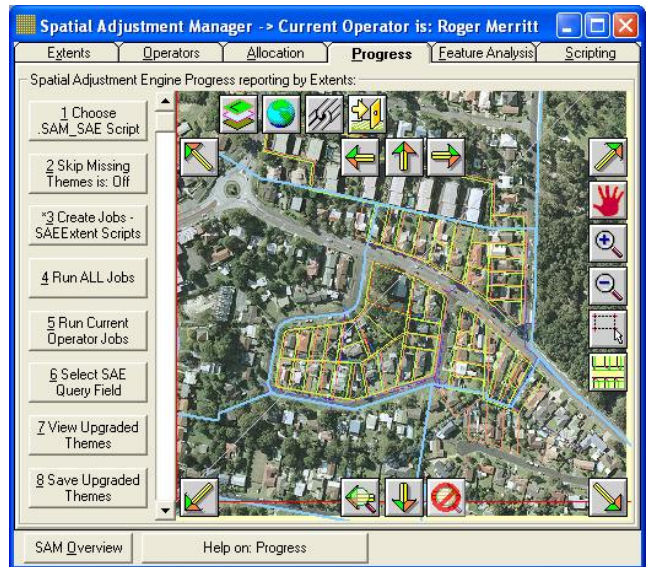 Spatial Adjustment Manager -> Current Operator is: Roger Merritt
Extents
Operators
Allocation
Progress
Feature Analysis
Scripting
Spatial Adjustment Engine Progress reporting by Extents:
1 Choose
.SAM_SAE Script
2 Skip Missing
Themes is: Off
*3 Create Jobs -
SAEExtent Scripts
4 Run ALL Jobs
5 Run Current
Operator Jobs
6 Select SAE
Query Field
7 View Upgraded
Themes
8 Save Upgraded
Themes
SAM Overview
Help on: Progress